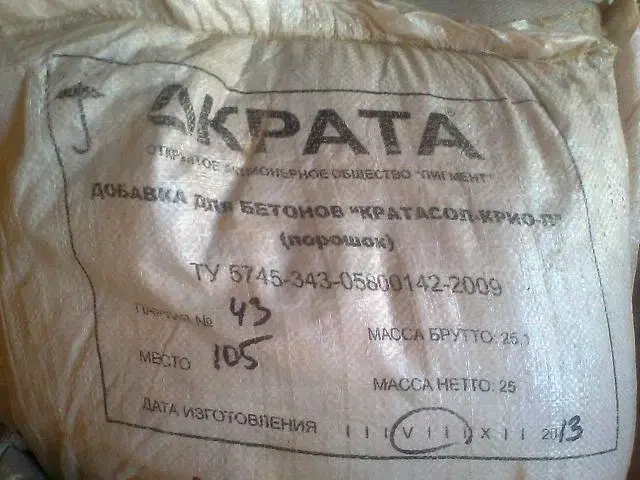 АКРАТА
ОТКРЫТОЕ АКЦИОНЕРНОЕ ОБЩЕСТВО "ПИГМЕНТ"
ДОБАВКА ДЛЯ БЕТОНОВ "КРАТАСОЛ-КРИО-П"
(порошок)
ТУ 5745-343-05800142-2009
Партия № 43
МАССА БРУТТО: 25,1
МЕСТО 105
МАССА НЕТТО: 25
ДАТА ИЗГОТОВЛЕНИЯ I I I V I I I X I I 2013